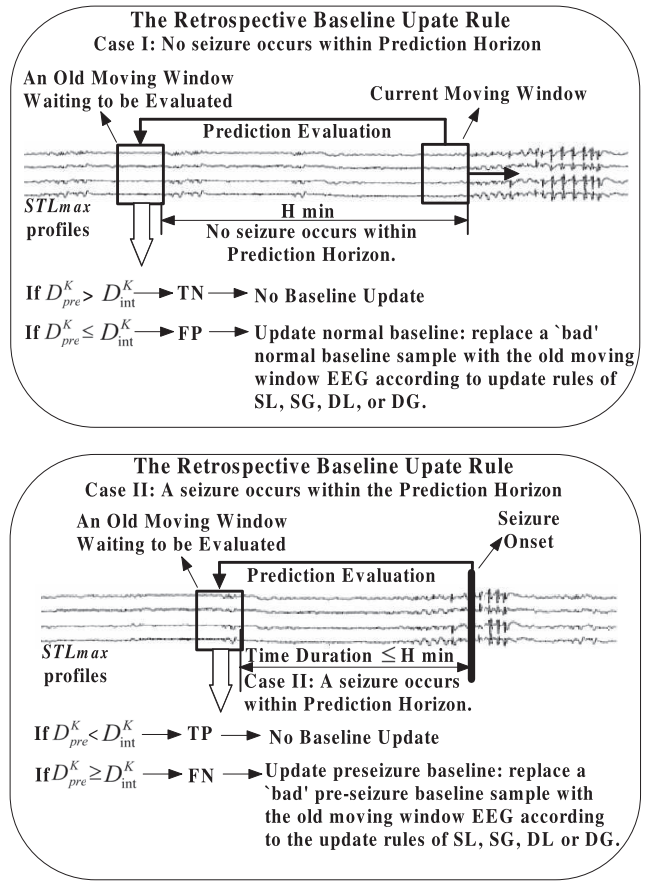 The Retrospective Baseline Upate Rule
Case I: No seizure occurs within Prediction Horizon
An Old Moving Window
Waiting to be Evaluated
Current Moving Window
Prediction Evaluation
STLmax
profiles
H min
No seizure occurs within
Prediction Horizon.
If D^K_pre > D^K_int → TN → No Baseline Update
If D^K_pre ≤ D^K_int → FP → Update normal baseline: replace a `bad'
normal baseline sample with the old moving
window EEG according to update rules of
SL, SG, DL, or DG.
The Retrospective Baseline Upate Rule
Case II: A seizure occurs within the Prediction Horizon
An Old Moving Window
Waiting to be Evaluated
Seizure
Onset
Prediction Evaluation
STLmax
profiles
Time Duration ≤ H min
Case II: A seizure occurs
within Prediction Horizon.
If D^K_pre < D^K_int → TP → No Baseline Update
If D^K_pre ≥ D^K_int → FN → Update preseizure baseline: replace a
`bad' pre-seizure baseline sample with
the old moving window EEG according
to the update rules of SL, SG, DL or DG.